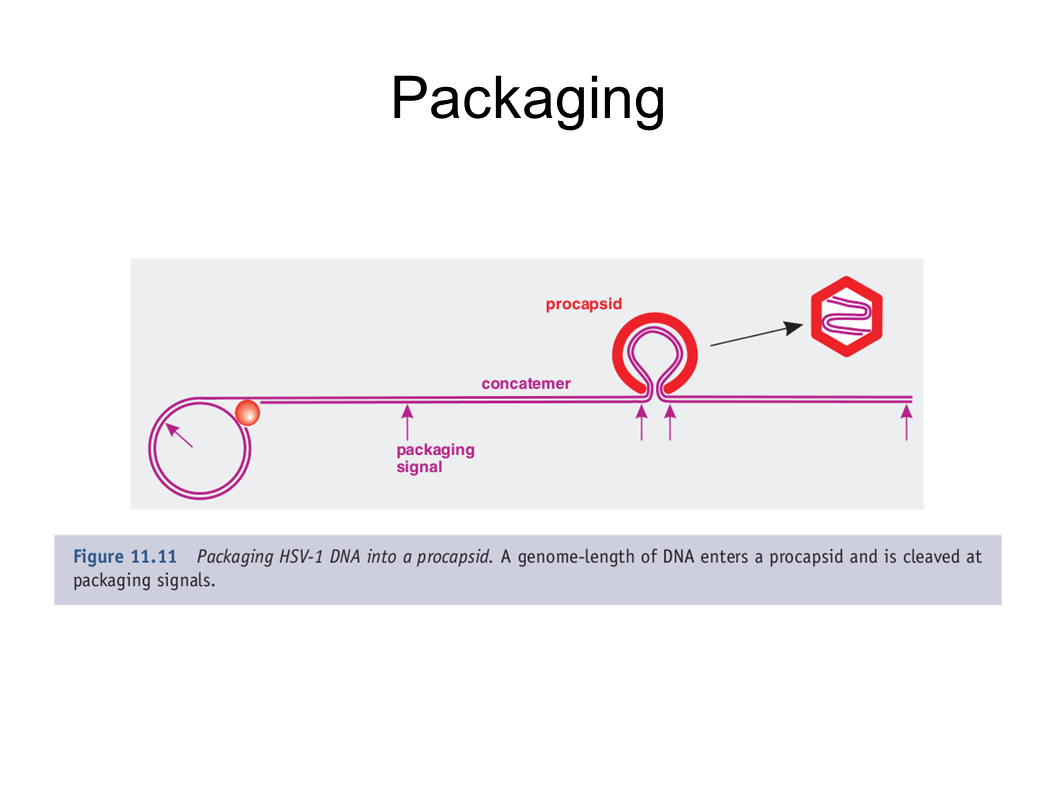 Packaging
procapsid
concatemer
packaging
signal
Figure 11.11 Packaging HSV-1 DNA into a procapsid. A genome-length of DNA enters a procapsid and is cleaved at
packaging signals.